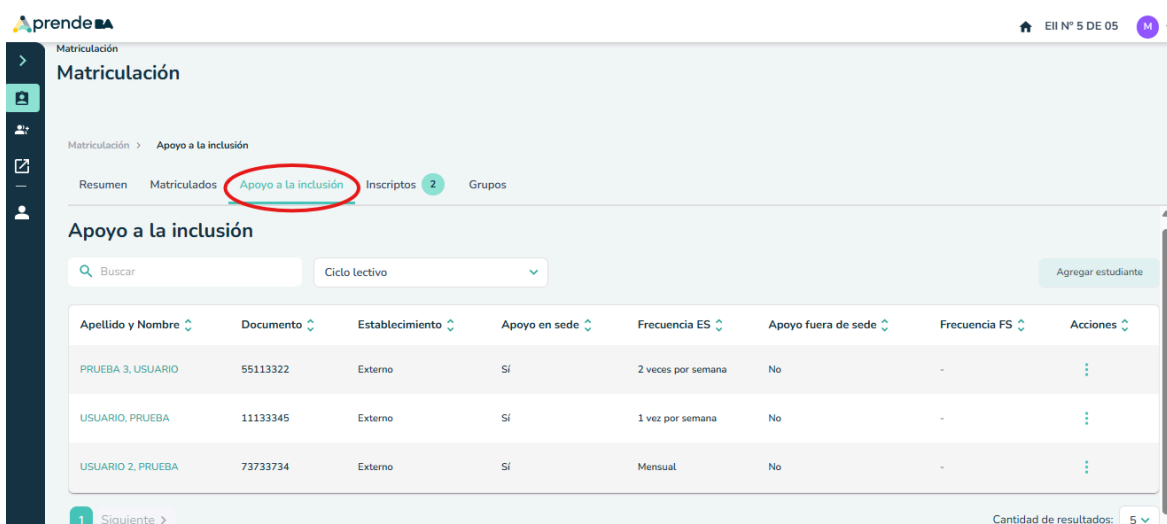 Aprende BA
EII N° 5 DE 05
M
Matriculación
Matriculación
Matriculación > Apoyo a la inclusión
Resumen Matriculados Apoyo a la inclusión Inscriptos 2 Grupos
Apoyo a la inclusión
Buscar
Ciclo lectivo
Agregar estudiante
Apellido y Nombre Documento Establecimiento Apoyo en sede Frecuencia ES Apoyo fuera de sede Frecuencia FS Acciones
PRUEBA 3, USUARIO 55113322 Externo Sí 2 veces por semana No -
USUARIO, PRUEBA 11133345 Externo Sí 1 vez por semana No -
USUARIO 2, PRUEBA 73733734 Externo Sí Mensual No -
1 Siguiente >
Cantidad de resultados: 5